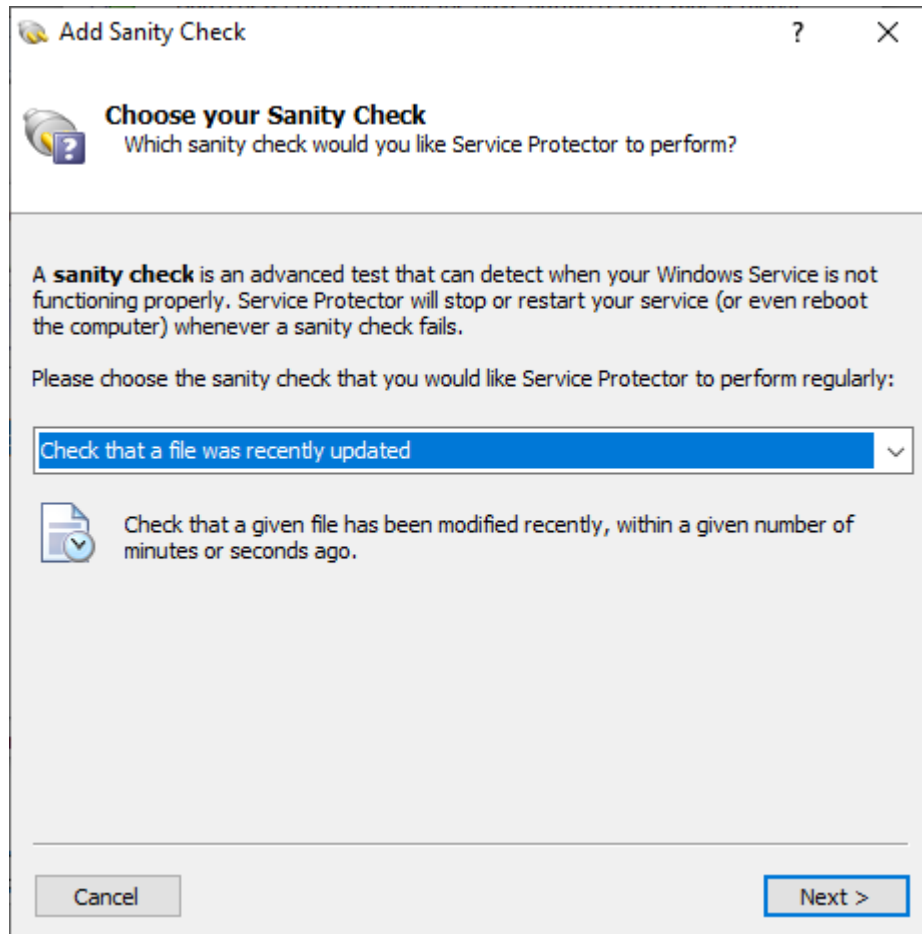 Add Sanity Check
?
Choose your Sanity Check
Which sanity check would you like Service Protector to perform?
A sanity check is an advanced test that can detect when your Windows Service is not
functioning properly. Service Protector will stop or restart your service (or even reboot
the computer) whenever a sanity check fails.
Please choose the sanity check that you would like Service Protector to perform regularly:
Check that a file was recently updated
Check that a given file has been modified recently, within a given number of
minutes or seconds ago.
Cancel
Next >